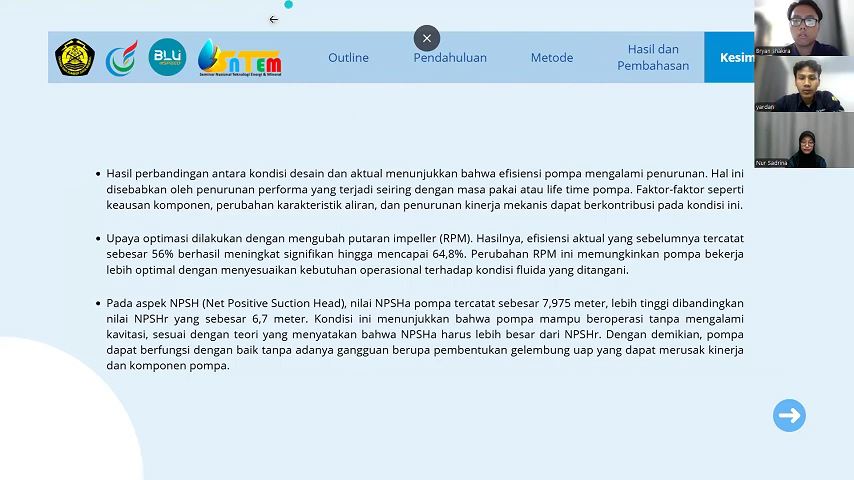 BLU
SNTEM
Seminar Nasional Teknologi Energi & Mineral
Outline
Pendahuluan
Metode
Hasil dan
Pembahasan
Kesim
Bryan Shakira
yardan
Nur Sadrina
• Hasil perbandingan antara kondisi desain dan aktual menunjukkan bahwa efisiensi pompa mengalami penurunan. Hal ini
disebabkan oleh penurunan performa yang terjadi seiring dengan masa pakai atau life time pompa. Faktor-faktor seperti
keausan komponen, perubahan karakteristik aliran, dan penurunan kinerja mekanis dapat berkontribusi pada kondisi ini.
• Upaya optimasi dilakukan dengan mengubah putaran impeller (RPM). Hasilnya, efisiensi aktual yang sebelumnya tercatat
sebesar 56% berhasil meningkat signifikan hingga mencapai 64,8%. Perubahan RPM ini memungkinkan pompa bekerja
lebih optimal dengan menyesuaikan kebutuhan operasional terhadap kondisi fluida yang ditangani.
• Pada aspek NPSH (Net Positive Suction Head), nilai NPSHa pompa tercatat sebesar 7,975 meter, lebih tinggi dibandingkan
nilai NPSHr yang sebesar 6,7 meter. Kondisi ini menunjukkan bahwa pompa mampu beroperasi tanpa mengalami
kavitasi, sesuai dengan teori yang menyatakan bahwa NPSHa harus lebih besar dari NPSHr. Dengan demikian, pompa
dapat berfungsi dengan baik tanpa adanya gangguan berupa pembentukan gelembung uap yang dapat merusak kinerja
dan komponen pompa.